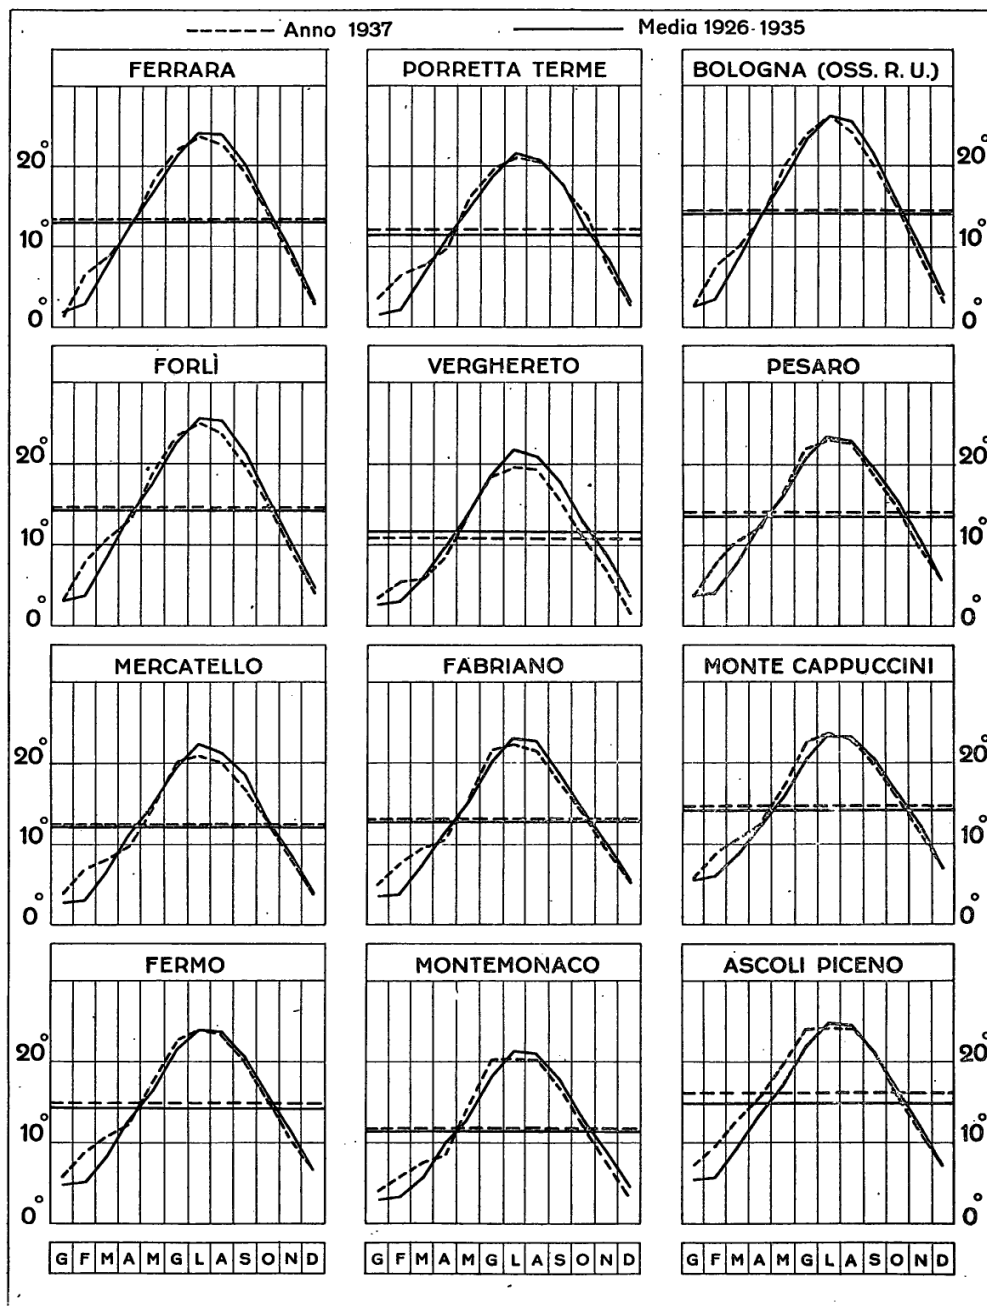 Anno 1937 Media 1926-1935
FERRARA PORRETTA TERME BOLOGNA (OSS. R. U.)
20° 20°
10° 10°
0° 0°
FORLÌ VERGHERETO PESARO
20° 20°
10° 10°
0° 0°
MERCATELLO FABRIANO MONTE CAPPUCCINI
20° 20°
10° 10°
0° 0°
FERMO MONTEMONACO ASCOLI PICENO
20° 20°
10° 10°
0° 0°
G F M A M G L A S O N D G F M A M G L A S O N D G F M A M G L A S O N D